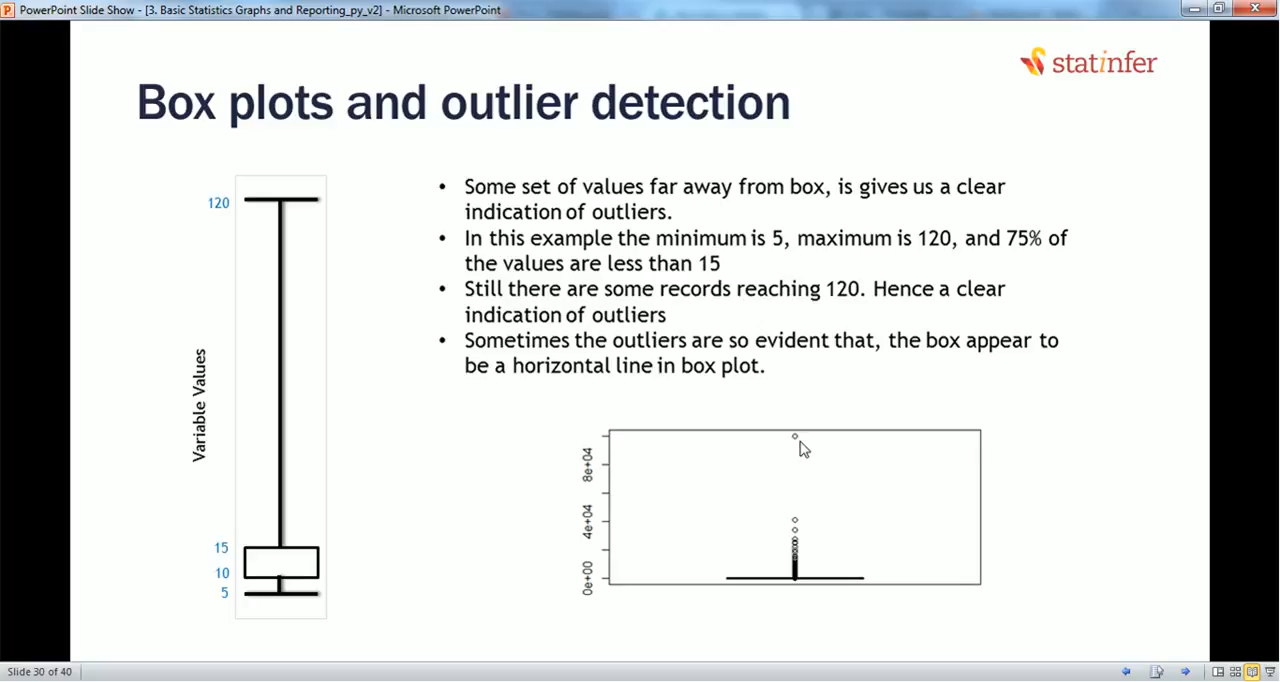 PowerPoint Slide Show - [3. Basic Statistics Graphs and Reporting_py_v2] - Microsoft PowerPoint
statinfer
Box plots and outlier detection
120
15
10
5
Variable Values
• Some set of values far away from box, is gives us a clear
indication of outliers.
• In this example the minimum is 5, maximum is 120, and 75% of
the values are less than 15
• Still there are some records reaching 120. Hence a clear
indication of outliers
• Sometimes the outliers are so evident that, the box appear to
be a horizontal line in box plot.
8e+04
4e+04
0e+00
Slide 30 of 40